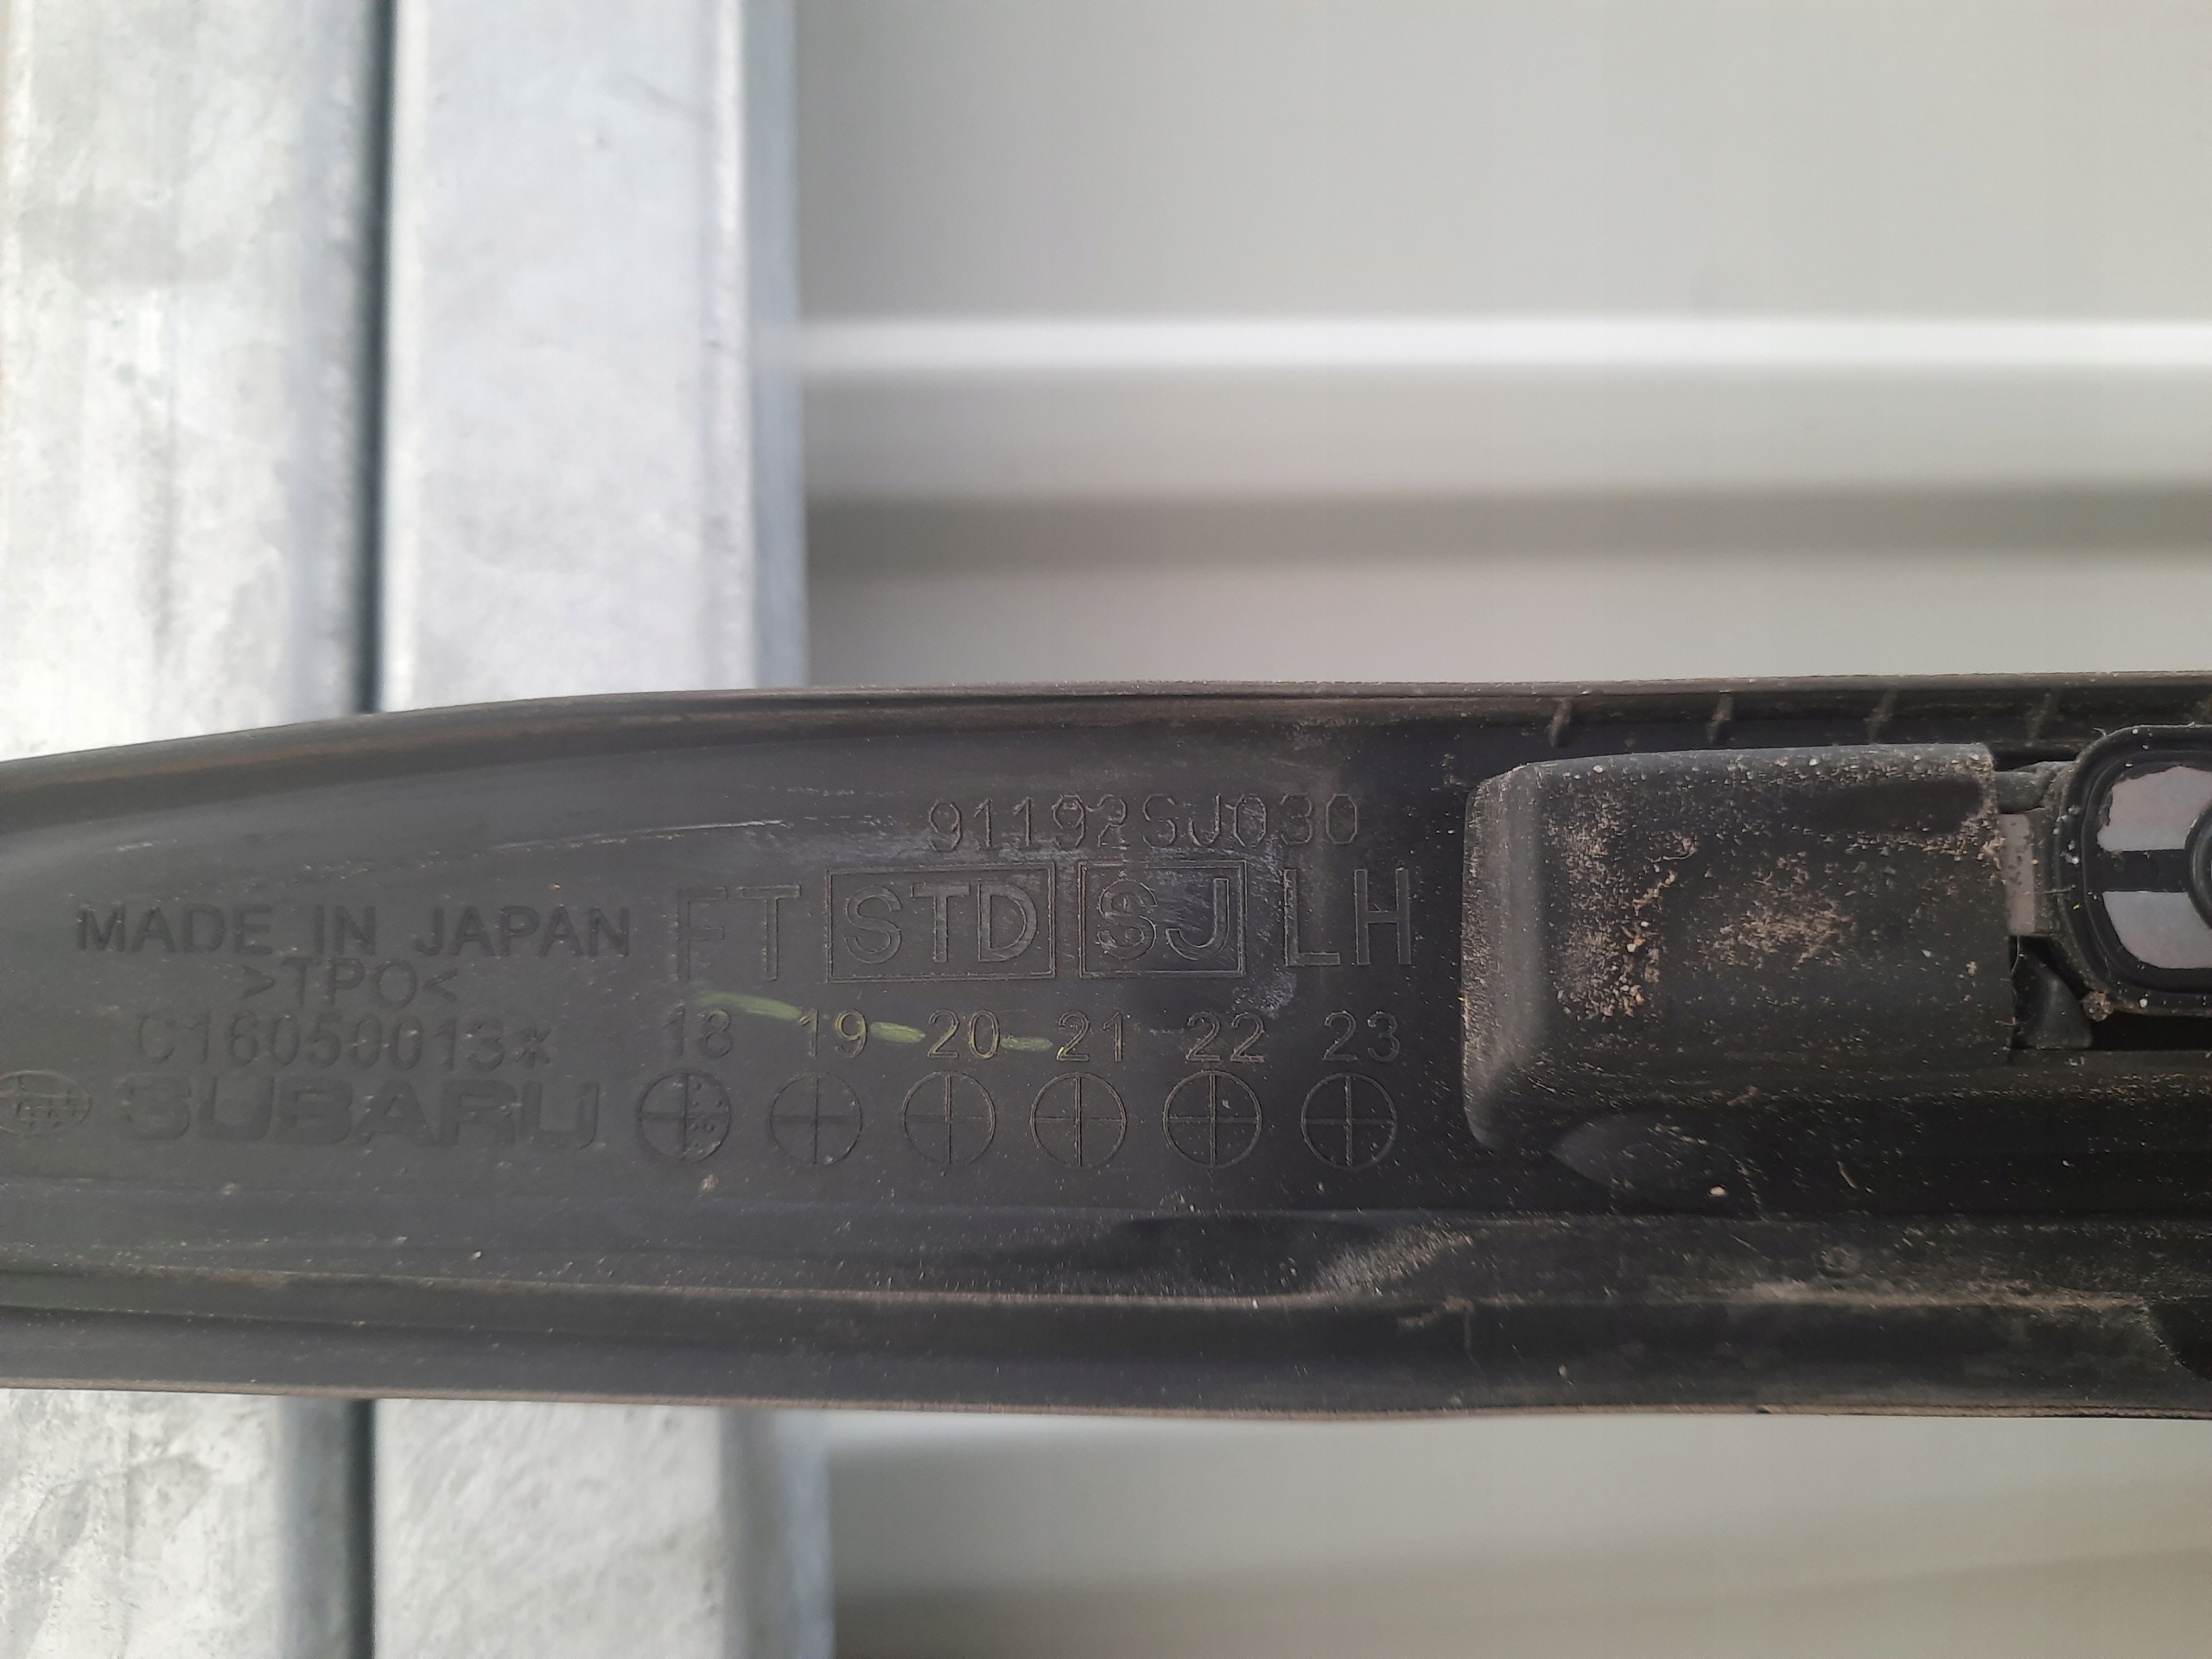 91192SJ030
FT STD SJ LH
MADE IN JAPAN
>TPO<
C16050013*
SUBARU
18 19 20 21 22 23